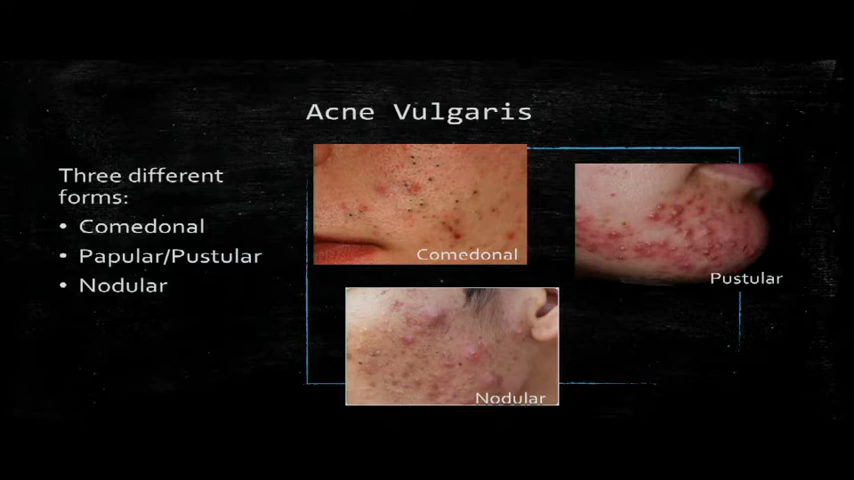 Acne Vulgaris
Three different
forms:
• Comedonal
• Papular/Pustular
• Nodular
Comedonal
Pustular
Nodular